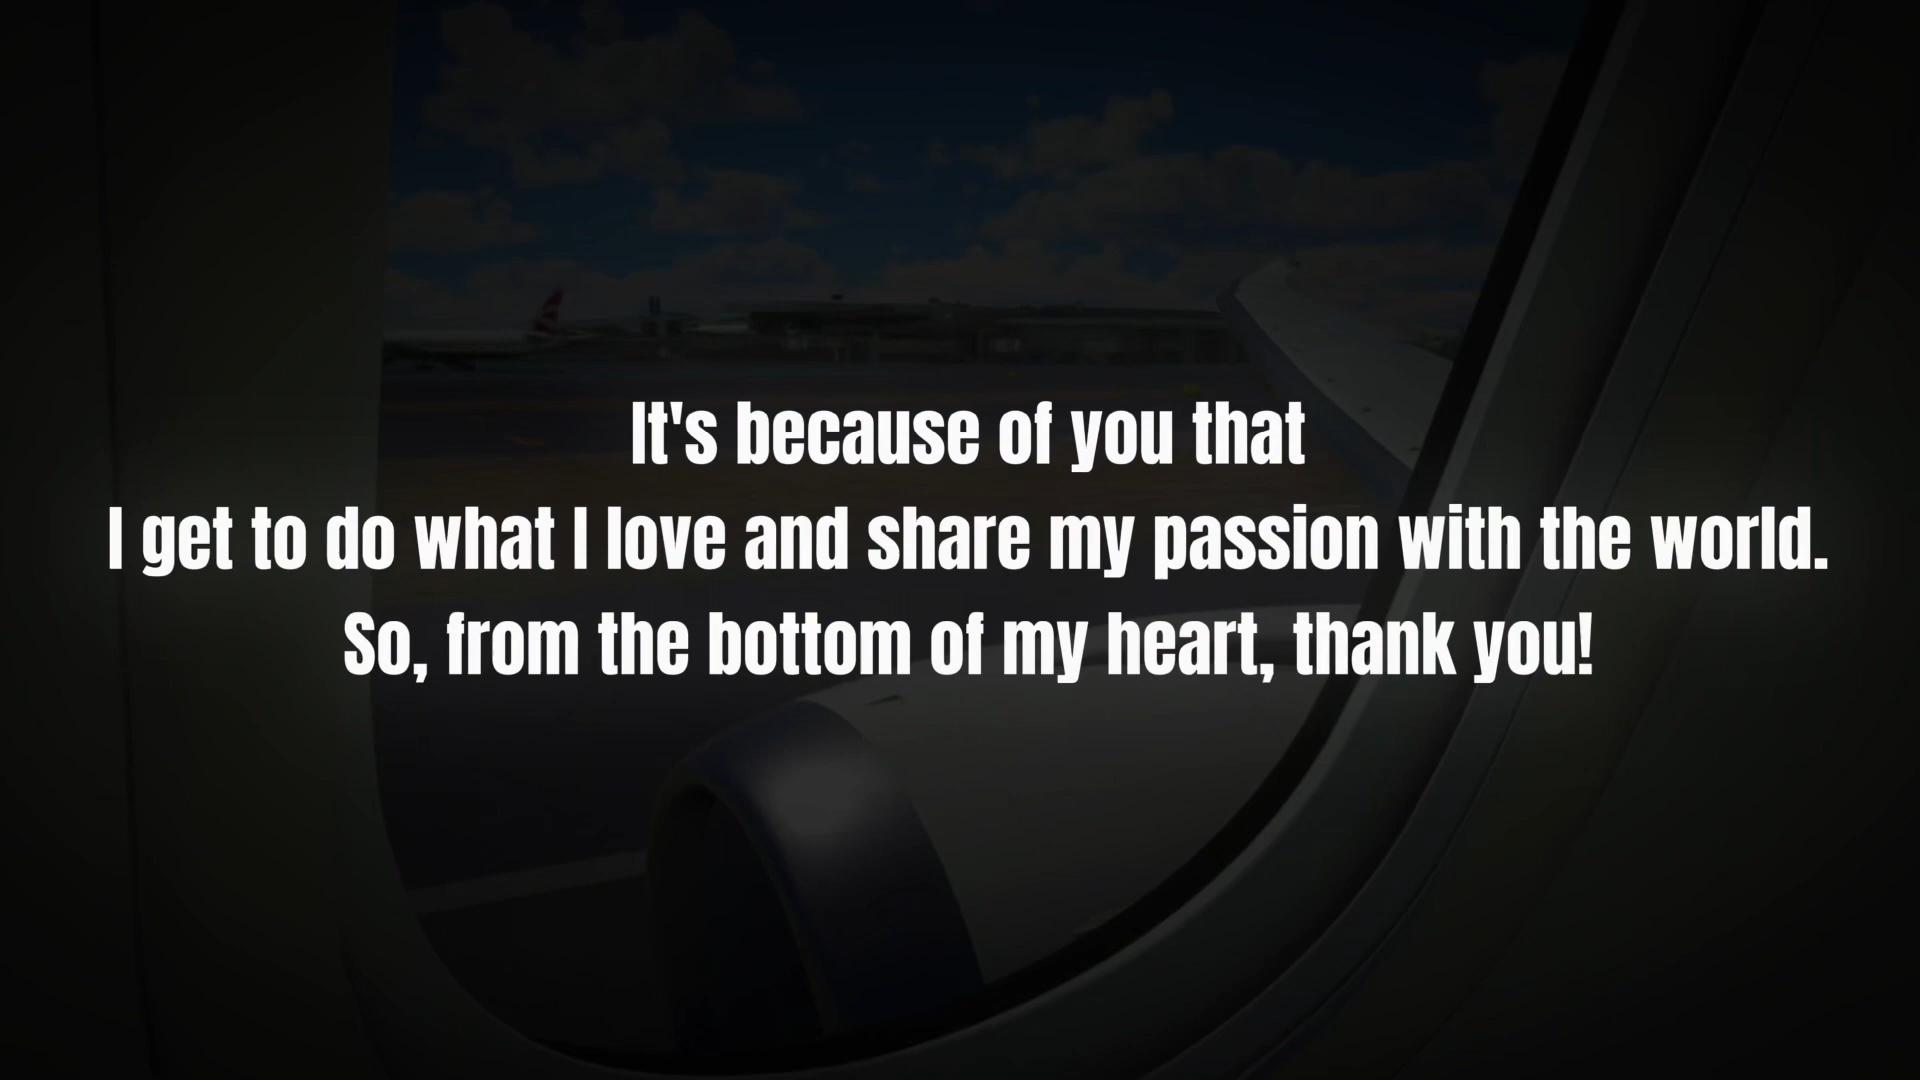 It's because of you that
I get to do what I love and share my passion with the world.
So, from the bottom of my heart, thank you!